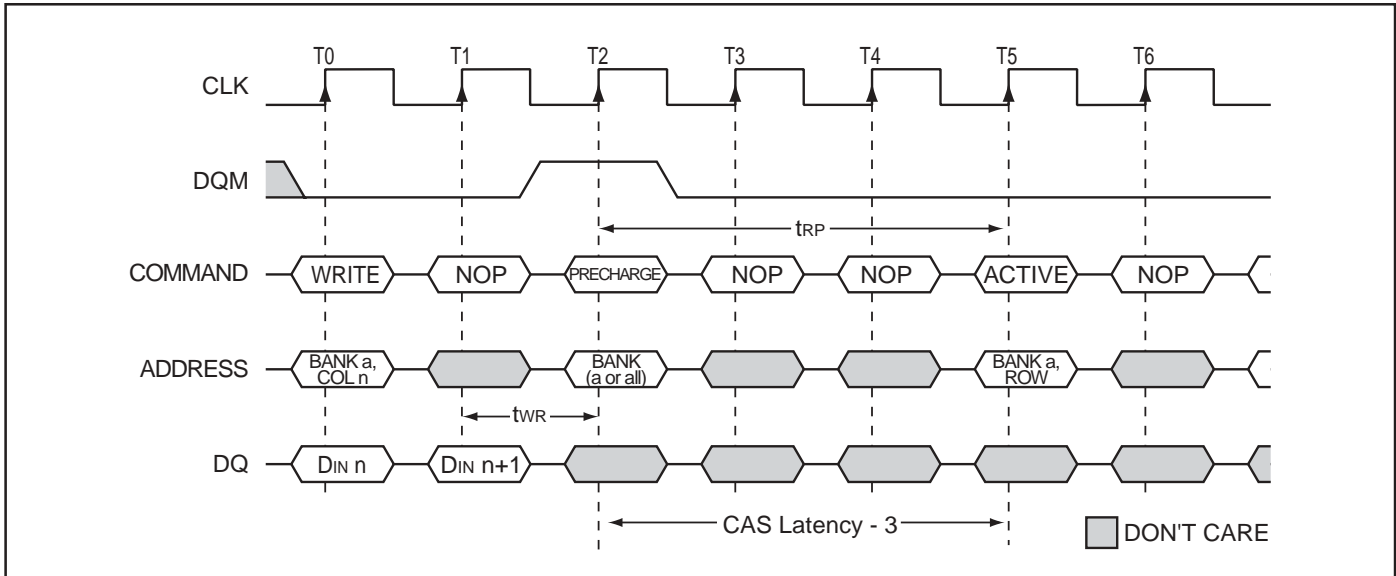 T0 T1 T2 T3 T4 T5 T6
CLK
DQM
tRP
COMMAND WRITE NOP PRECHARGE NOP NOP ACTIVE NOP
ADDRESS BANK a, COL n BANK (a or all) BANK a, ROW
tWR
DQ DIN n DIN n+1
CAS Latency - 3
DON'T CARE